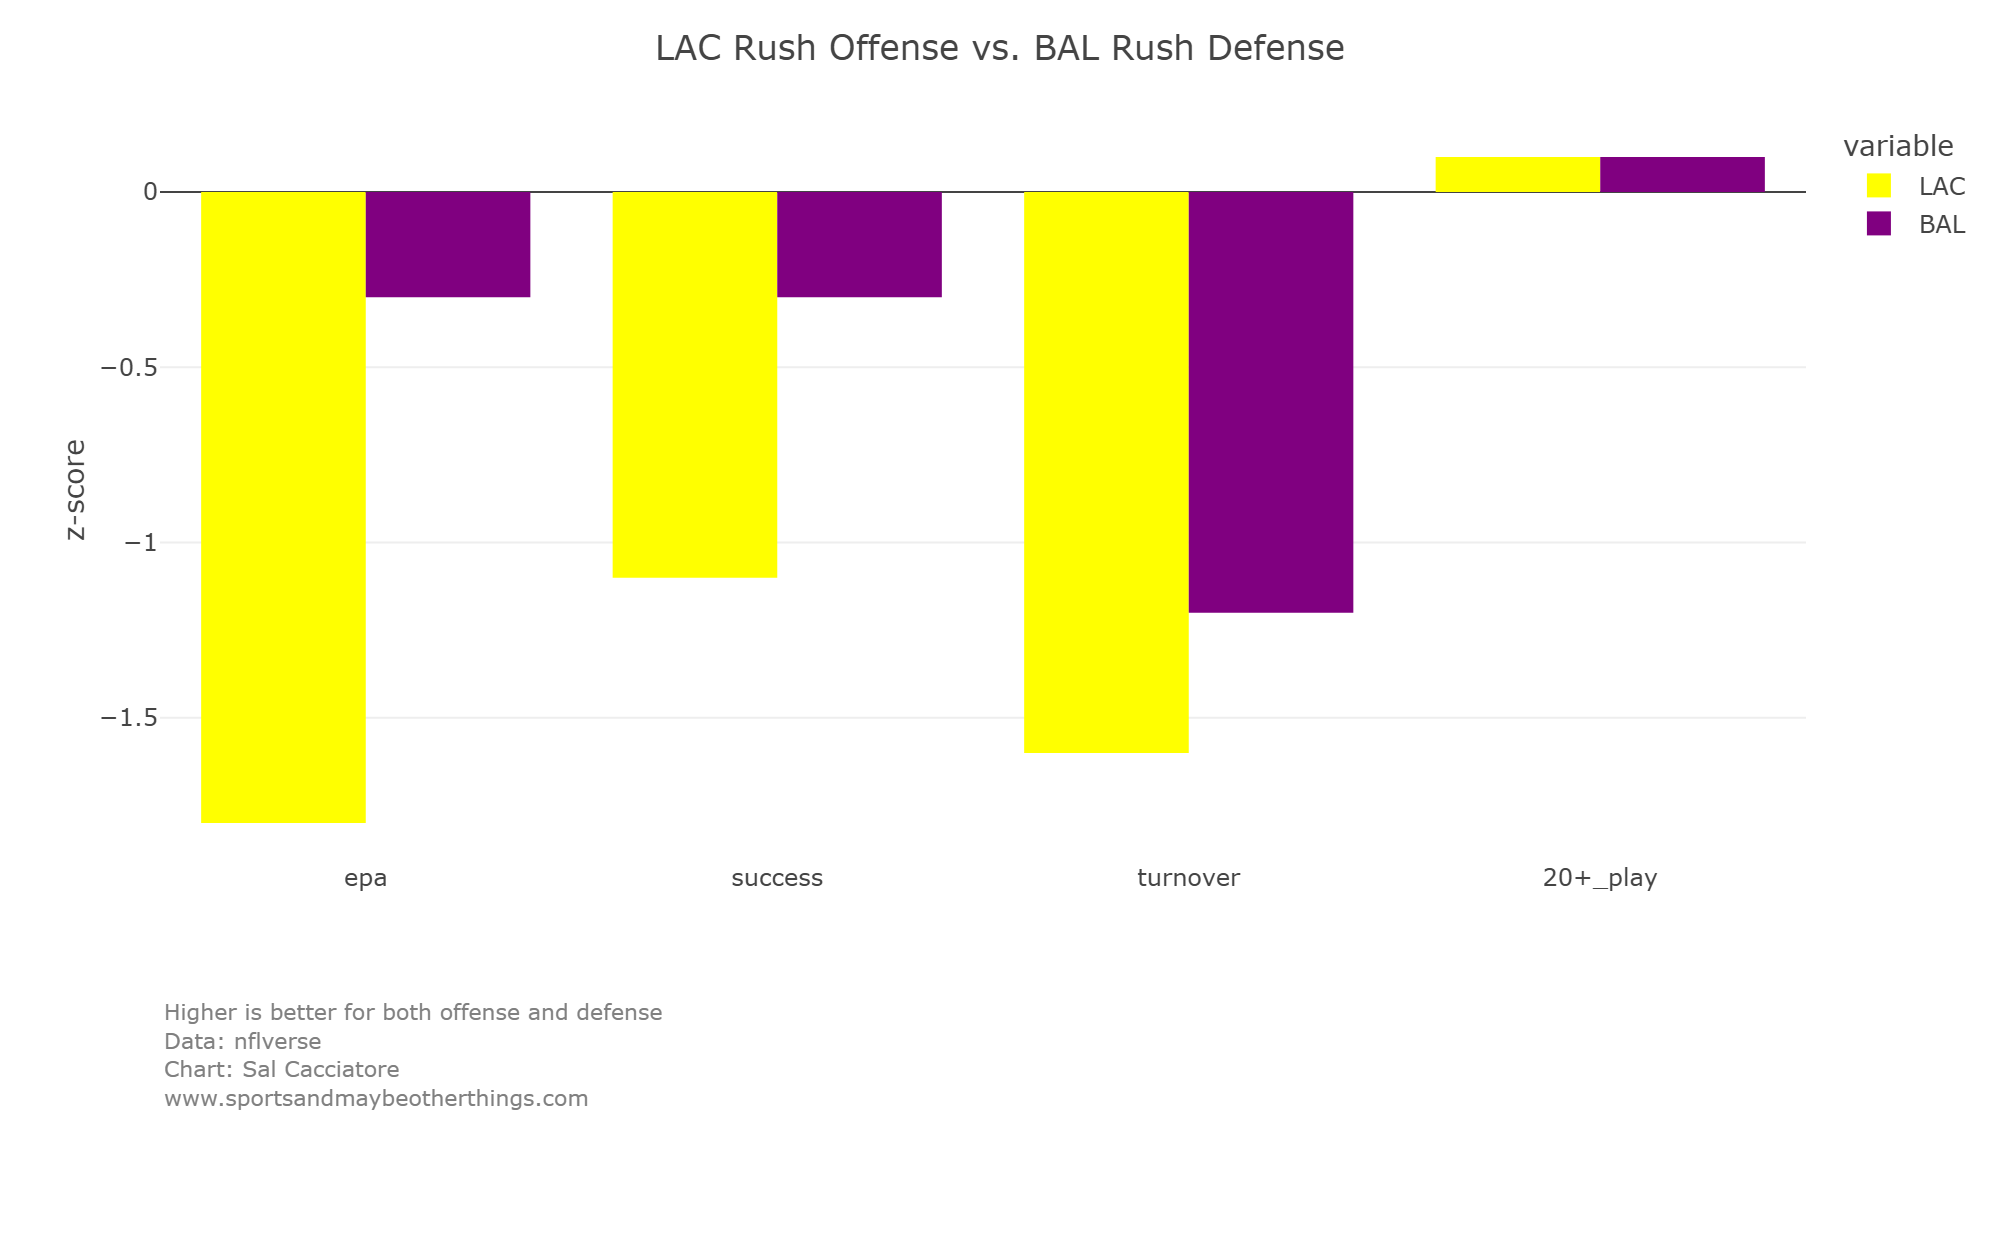 LAC Rush Offense vs. BAL Rush Defense
variable
LAC
BAL
0
−0.5
−1
−1.5
z-score
epa
success
turnover
20+_play
Higher is better for both offense and defense
Data: nflverse
Chart: Sal Cacciatore
www.sportsandmaybeotherthings.com